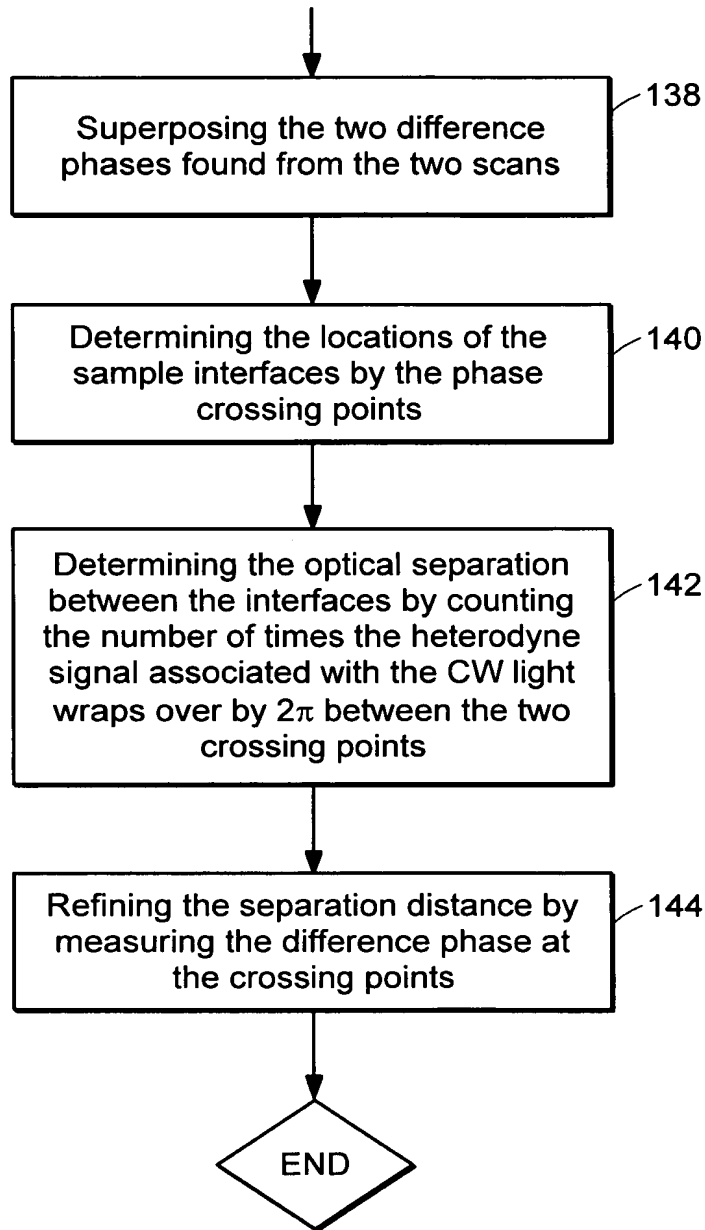 138
Superposing the two difference
phases found from the two scans
140
Determining the locations of the
sample interfaces by the phase
crossing points
142
Determining the optical separation
between the interfaces by counting
the number of times the heterodyne
signal associated with the CW light
wraps over by 2π between the two
crossing points
144
Refining the separation distance by
measuring the difference phase at
the crossing points
END